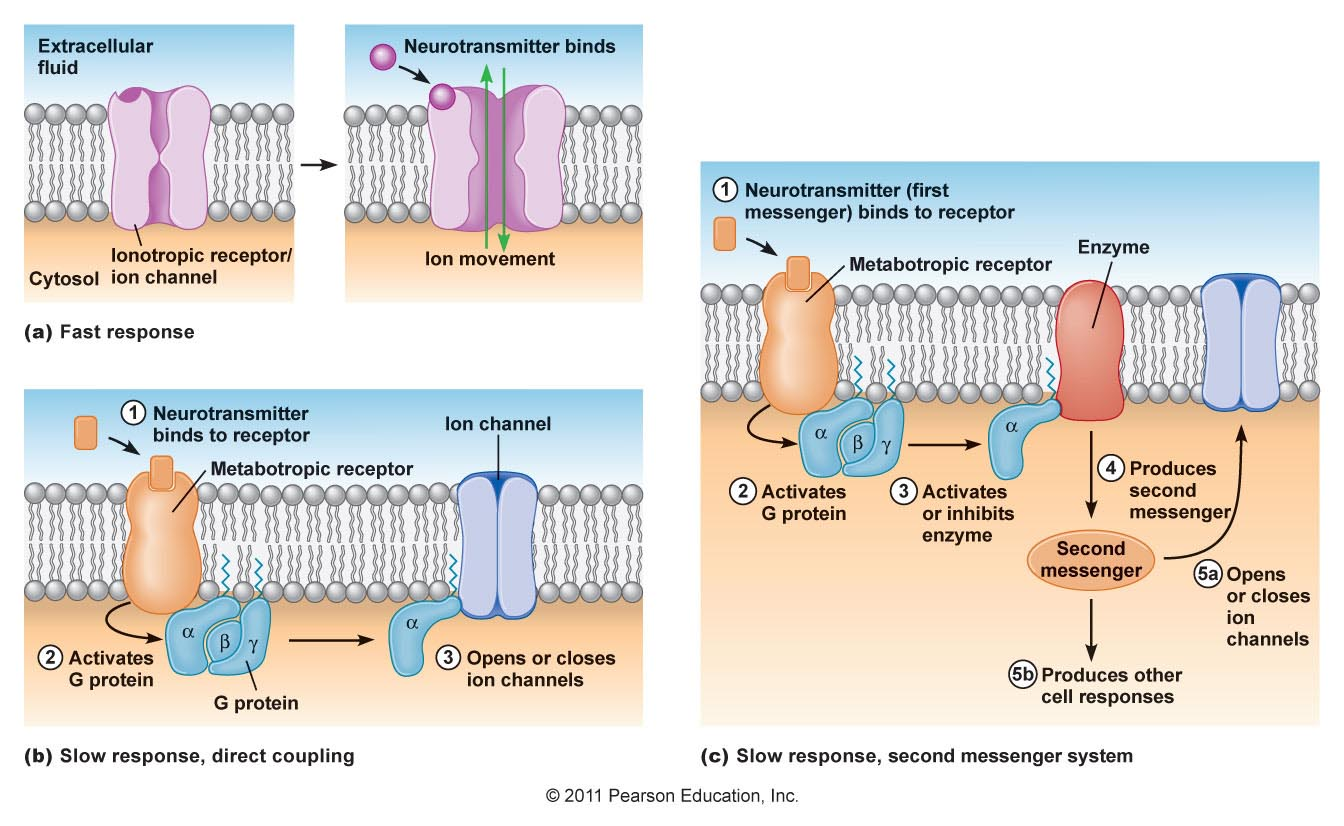 Extracellular
fluid
Ionotropic receptor/
ion channel
Cytosol
Neurotransmitter binds
Ion movement
(a) Fast response
1 Neurotransmitter
binds to receptor
Metabotropic receptor
Ion channel
α
β
γ
α
2 Activates
G protein
G protein
3 Opens or closes
ion channels
(b) Slow response, direct coupling
1 Neurotransmitter (first
messenger) binds to receptor
Metabotropic receptor
Enzyme
α
β
γ
α
2 Activates
G protein
3 Activates
or inhibits
enzyme
4 Produces
second
messenger
Second
messenger
5a Opens
or closes
ion
channels
5b Produces other
cell responses
(c) Slow response, second messenger system
© 2011 Pearson Education, Inc.